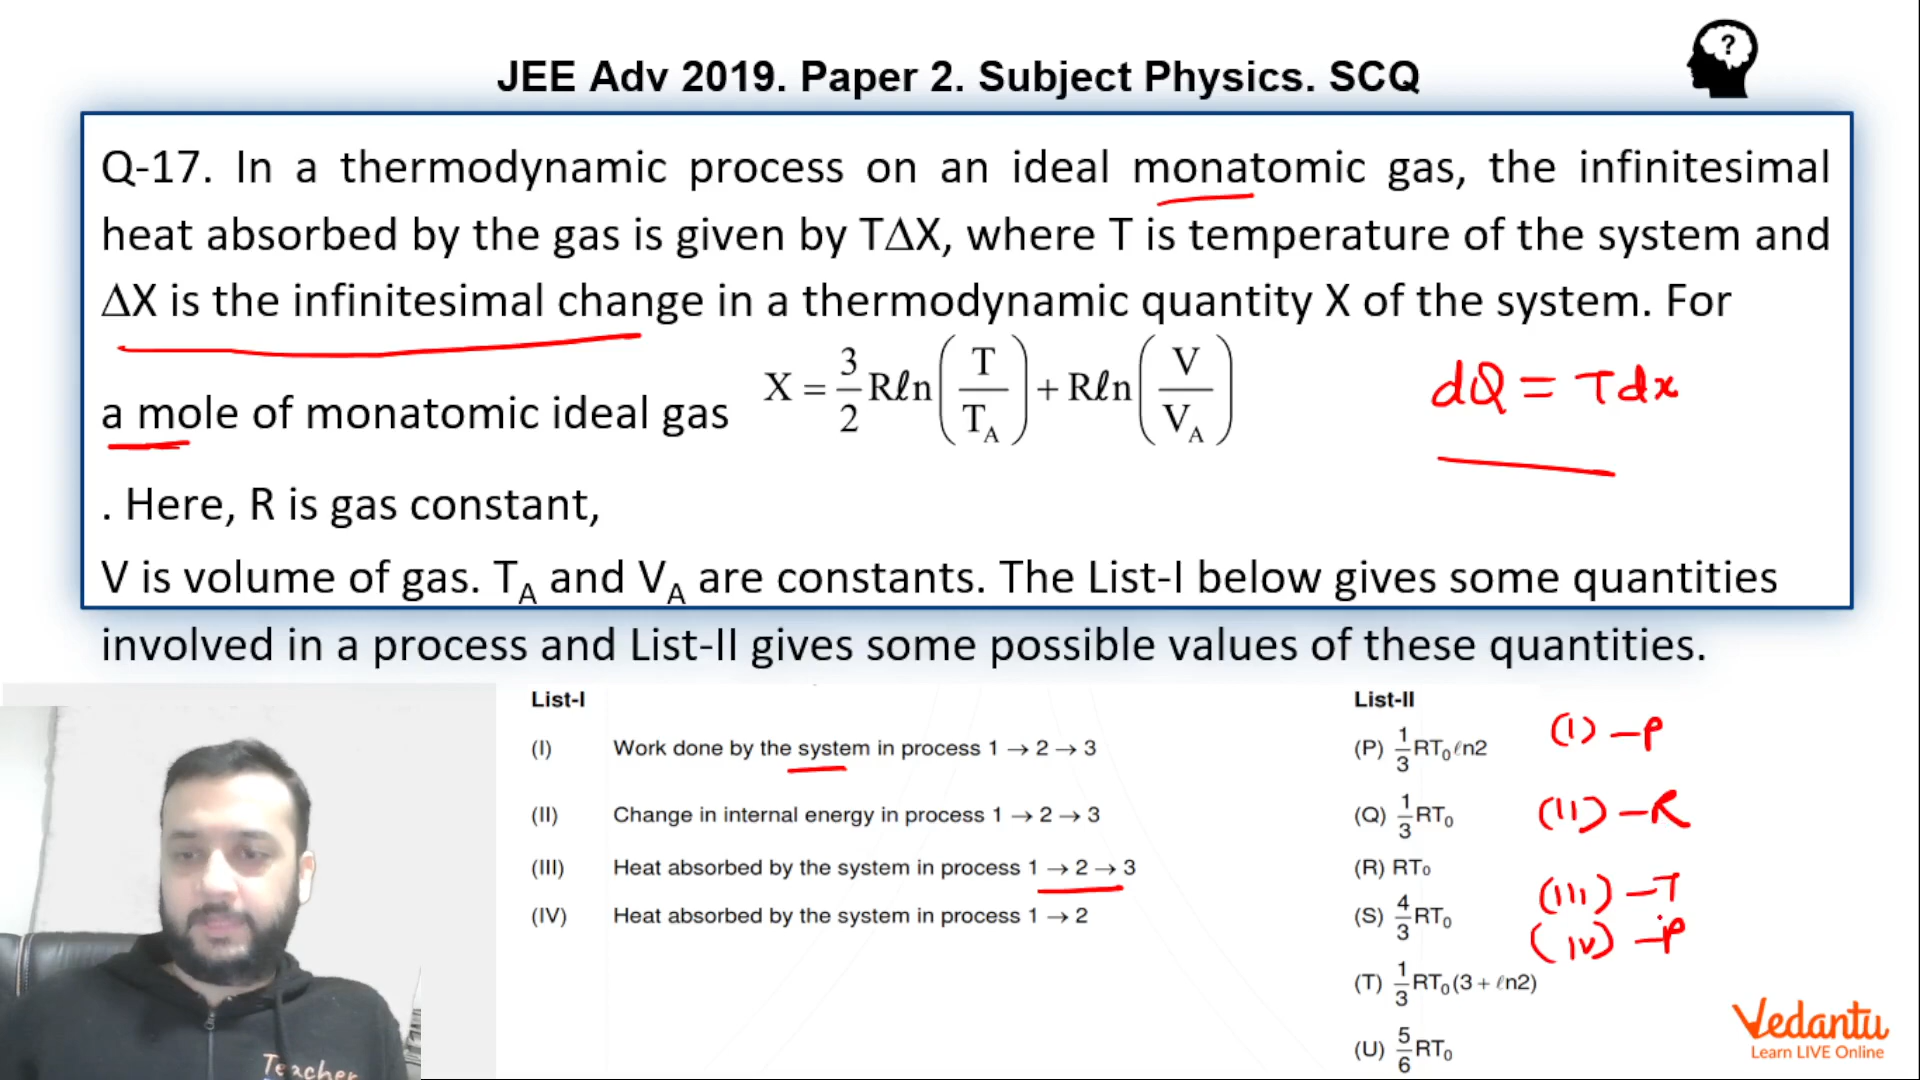 JEE Adv 2019. Paper 2. Subject Physics. SCQ
?
Q-17. In a thermodynamic process on an ideal monatomic gas, the infinitesimal
heat absorbed by the gas is given by TΔX, where T is temperature of the system and
ΔX is the infinitesimal change in a thermodynamic quantity X of the system. For
a mole of monatomic ideal gas X = 3/2 Rℓn(T/T_A) + Rℓn(V/V_A)
dQ = Tdx
. Here, R is gas constant,
V is volume of gas. T_A and V_A are constants. The List-I below gives some quantities
involved in a process and List-II gives some possible values of these quantities.
List-I
(I) Work done by the system in process 1 → 2 → 3
(II) Change in internal energy in process 1 → 2 → 3
(III) Heat absorbed by the system in process 1 → 2 → 3
(IV) Heat absorbed by the system in process 1 → 2
List-II
(P) 1/3 RT₀ℓn2
(Q) 1/3 RT₀
(R) RT₀
(S) 4/3 RT₀
(T) 1/3 RT₀(3 + ℓn2)
(U) 5/6 RT₀
(I) – P
(II) – R
(III) – T
(IV) – P
Teacher
Vedantu
Learn LIVE Online